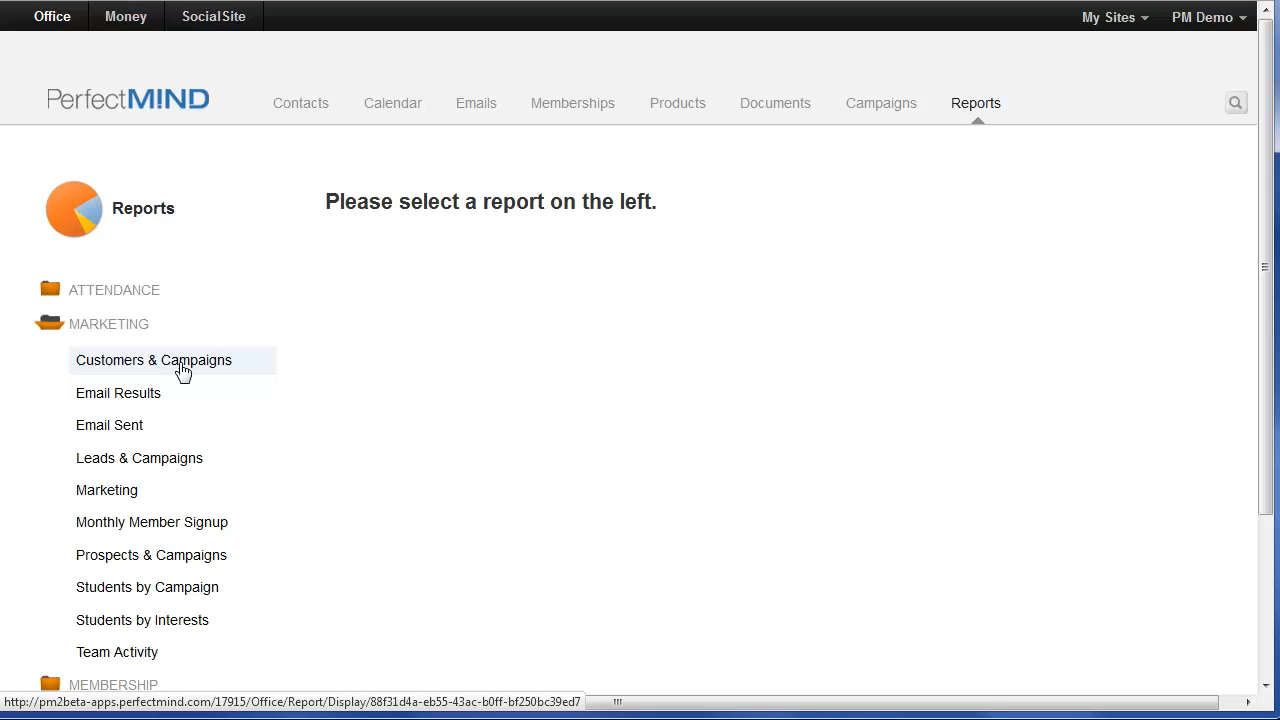 Office Money SocialSite My Sites PM Demo
PerfectMIND Contacts Calendar Emails Memberships Products Documents Campaigns Reports
Reports
Please select a report on the left.
ATTENDANCE
MARKETING
Customers & Campaigns
Email Results
Email Sent
Leads & Campaigns
Marketing
Monthly Member Signup
Prospects & Campaigns
Students by Campaign
Students by Interests
Team Activity
MEMBERSHIP
http://pm2beta-apps.perfectmind.com/17915/Office/Report/Display/88f31d4a-eb55-43ac-b0ff-bf250bc39ed7